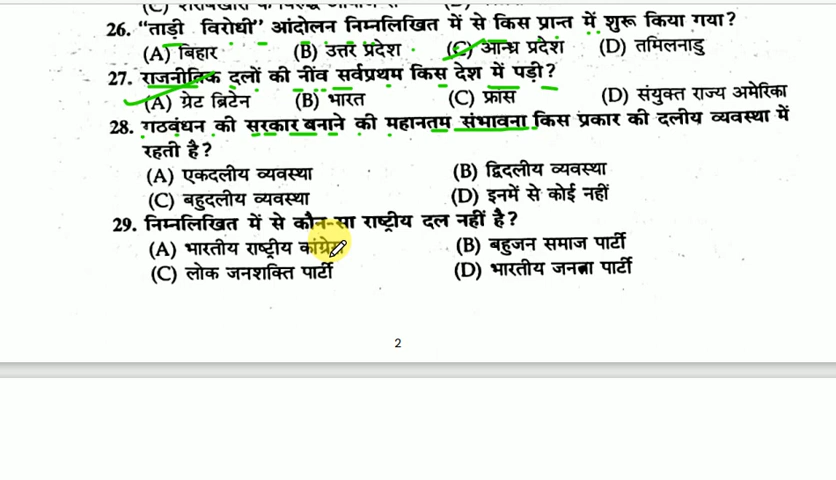 26. “ताड़ी विरोधी” आंदोलन निम्नलिखित में से किस प्रान्त में शुरू किया गया?
(A) बिहार (B) उत्तर प्रदेश (C) आन्ध्र प्रदेश (D) तमिलनाडु
27. राजनीतिक दलों की नींव सर्वप्रथम किस देश में पड़ी?
(A) ग्रेट ब्रिटेन (B) भारत (C) फ्रांस (D) संयुक्त राज्य अमेरिका
28. गठबंधन की सरकार बनाने की महानतम संभावना किस प्रकार की दलीय व्यवस्था में
रहती है?
(A) एकदलीय व्यवस्था (B) द्विदलीय व्यवस्था
(C) बहुदलीय व्यवस्था (D) इनमें से कोई नहीं
29. निम्नलिखित में से कौन-सा राष्ट्रीय दल नहीं है?
(A) भारतीय राष्ट्रीय कांग्रेस (B) बहुजन समाज पार्टी
(C) लोक जनशक्ति पार्टी (D) भारतीय जनता पार्टी
2